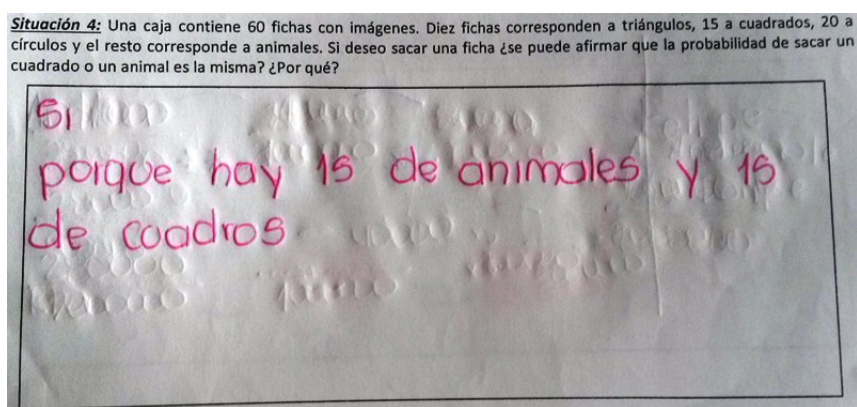 Situación 4: Una caja contiene 60 fichas con imágenes. Diez fichas corresponden a triángulos, 15 a cuadrados, 20 a
círculos y el resto corresponde a animales. Si deseo sacar una ficha ¿se puede afirmar que la probabilidad de sacar un
cuadrado o un animal es la misma? ¿Por qué?
Si
porque hay 15 de animales y 15
de coadros